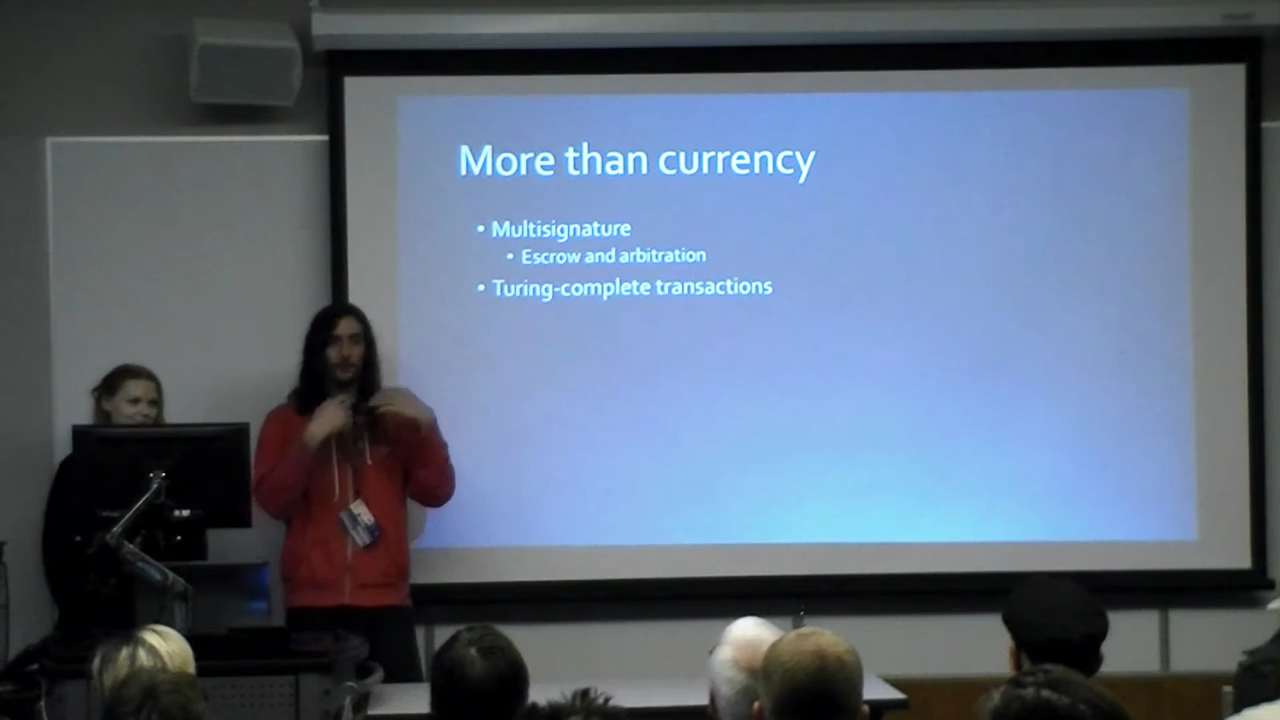 More than currency
• Multisignature
• Escrow and arbitration
• Turing-complete transactions